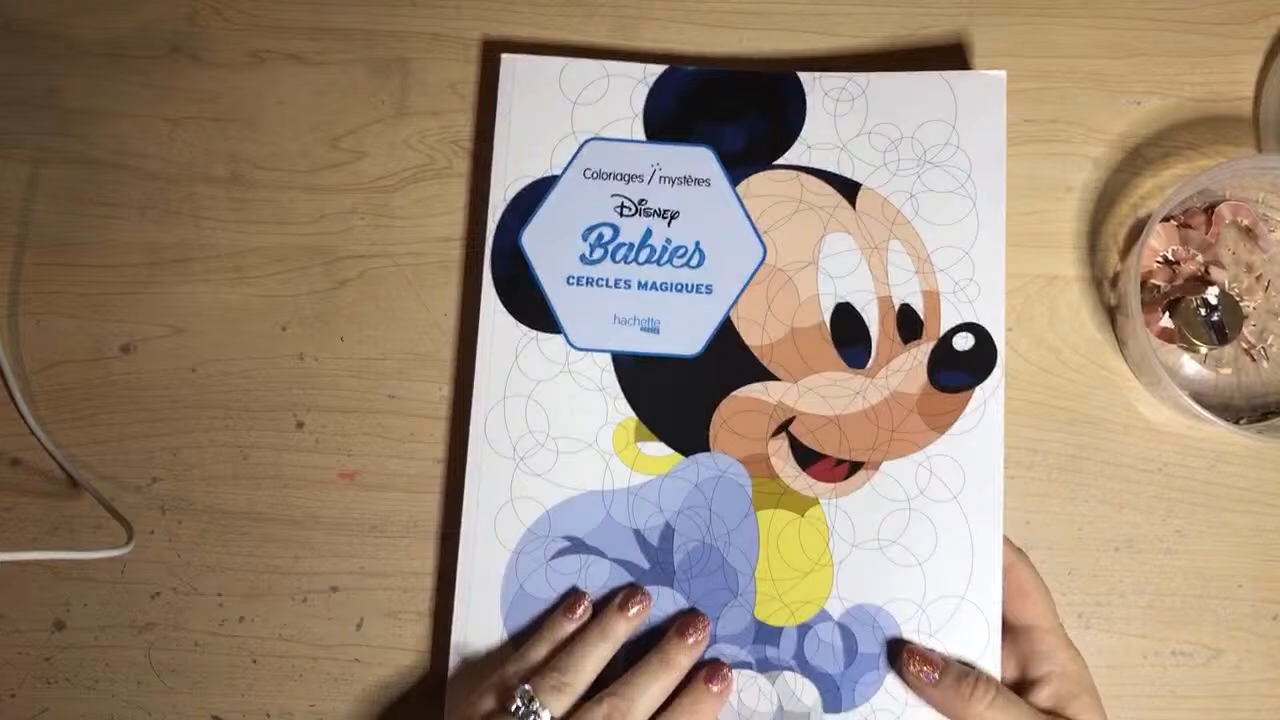 Coloriages mystères
Disney
Babies
CERCLES MAGIQUES
hachette